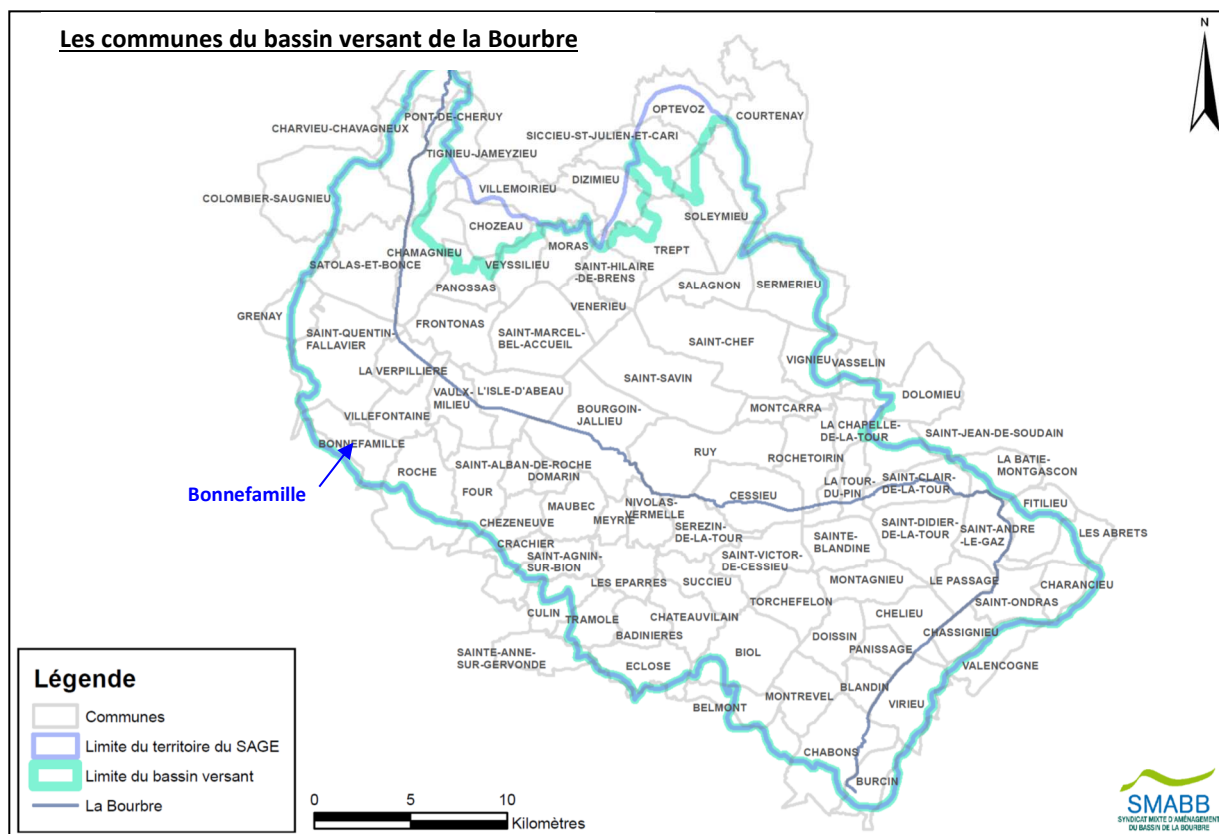 Les communes du bassin versant de la Bourbre
N
OPTEVOZ
COURTENAY
PONT-DE-CHERUY
CHARVIEU-CHAVAGNEUX
SICCIEU-ST-JULIEN-ET-CARI
TIGNIEU-JAMEYZIEU
DIZIMIEU
VILLEMOIRIEU
COLOMBIER-SAUGNIEU
SOLEYMIEU
CHOZEAU
MORAS
TREPT
CHAMAGNIEU
SATOLAS-ET-BONCE
VEYSSILIEU
SAINT-HILAIRE
-DE-BRENS
PANOSSAS
SALAGNON
SERMERIEU
VENERIEU
GRENAY
FRONTONAS
SAINT-QUENTIN-
FALLAVIER
SAINT-MARCEL-
BEL-ACCUEIL
SAINT-CHEF
VIGNIEU
VASSELIN
LA VERPILLIÈRE
SAINT-SAVIN
VAULX-
MILIEU
L'ISLE-D'ABEAU
DOLOMIEU
MONTCARRA
VILLEFONTAINE
BOURGOIN-
JALLIEU
LA CHAPELLE-
DE-LA-TOUR
SAINT-JEAN-DE-SOUDAIN
BONNEFAMILLE
RUY
ROCHETOIRIN
LA BATIE-
MONTGASCON
ROCHE
SAINT-ALBAN-DE-ROCHE
DOMARIN
LA TOUR-
DU-PIN
SAINT-CLAIR-
DE-LA-TOUR
Bonnefamille
FOUR
CESSIEU
FITILIEU
MAUBEC
NIVOLAS-
VERMELLE
CHEZENEUVE
MEYRIE
SEREZIN-
DE-LA-TOUR
SAINTE-
BLANDINE
SAINT-DIDIER-
DE-LA-TOUR
SAINT-ANDRE
-LE-GAZ
LES ABRETS
CRACHIER
SAINT-AGNIN-
SUR-BION
SAINT-VICTOR-
DE-CESSIEU
LES EPARRES
SUCCIEU
MONTAGNIEU
LE PASSAGE
CHARANCIEU
TORCHEFELON
SAINT-ONDRAS
CULIN
TRAMOLE
CHATEAUVILAIN
CHELIEU
BADINIERES
DOISSIN
CHASSIGNIEU
PANISSAGE
SAINTE-ANNE-
SUR-GERVONDE
BIOL
ECLOSE
VALENCOGNE
BLANDIN
MONTREVEL
VIRIEU
BELMONT
CHABONS
BURCIN
Légende
Communes
Limite du territoire du SAGE
Limite du bassin versant
La Bourbre
0 5 10
Kilomètres
SMABB
SYNDICAT MIXTE D'AMÉNAGEMENT
DU BASSIN DE LA BOURBRE